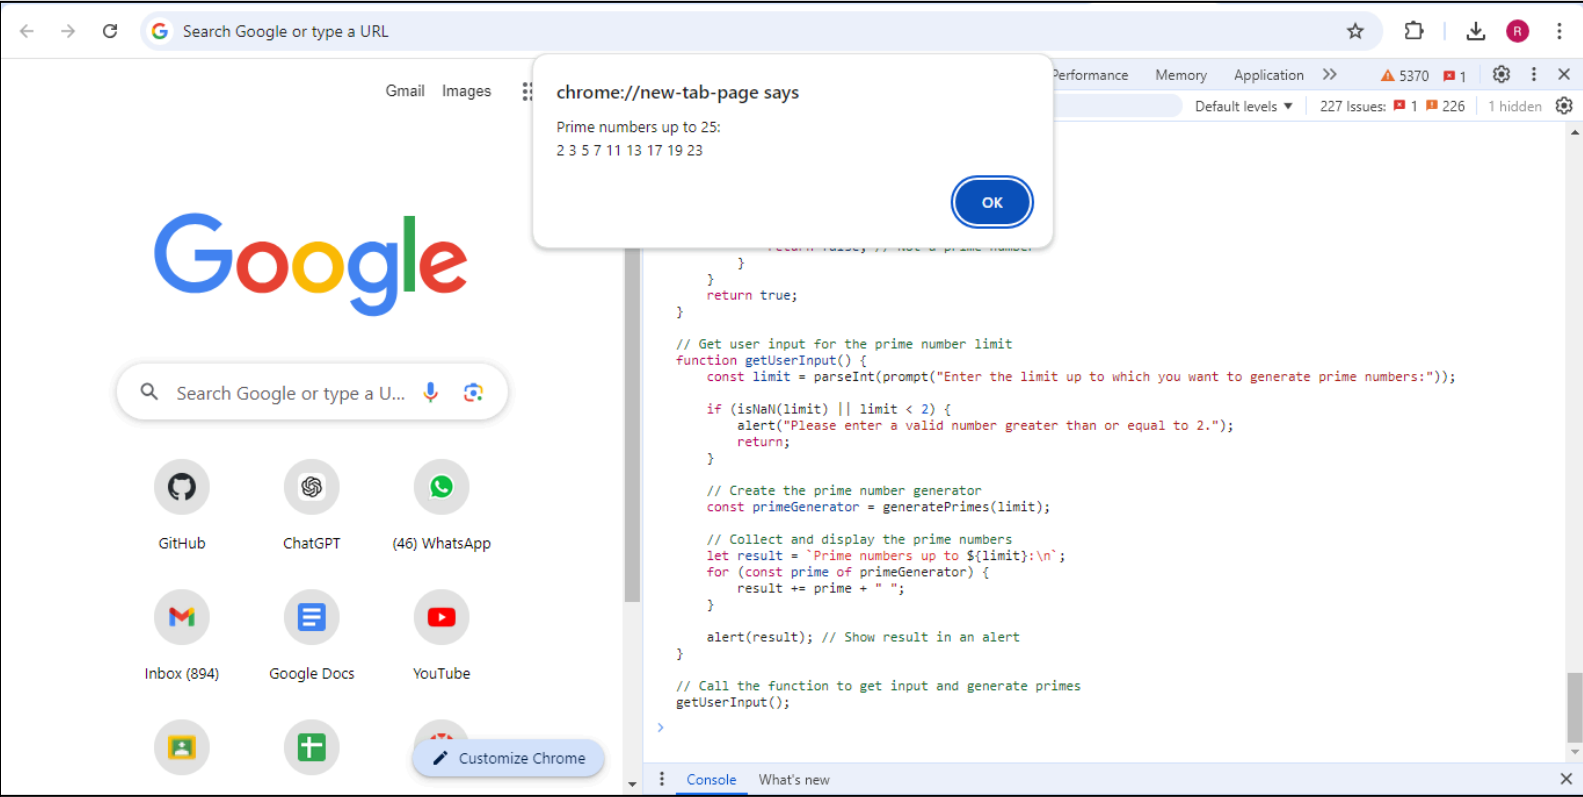 Search Google or type a URL
R
Gmail Images
chrome://new-tab-page says
Prime numbers up to 25:
2 3 5 7 11 13 17 19 23
OK
Performance Memory Application 5370 1
Default levels ▼ 227 Issues: 1 226 1 hidden
Google
Search Google or type a U...
GitHub ChatGPT (46) WhatsApp
Inbox (894) Google Docs YouTube
Customize Chrome
return false; // Not a prime number
}
}
return true;
}
// Get user input for the prime number limit
function getUserInput() {
const limit = parseInt(prompt("Enter the limit up to which you want to generate prime numbers:"));
if (isNaN(limit) || limit < 2) {
alert("Please enter a valid number greater than or equal to 2.");
return;
}
// Create the prime number generator
const primeGenerator = generatePrimes(limit);
// Collect and display the prime numbers
let result = `Prime numbers up to ${limit}:\n`;
for (const prime of primeGenerator) {
result += prime + " ";
}
alert(result); // Show result in an alert
}
// Call the function to get input and generate primes
getUserInput();
>
Console What's new